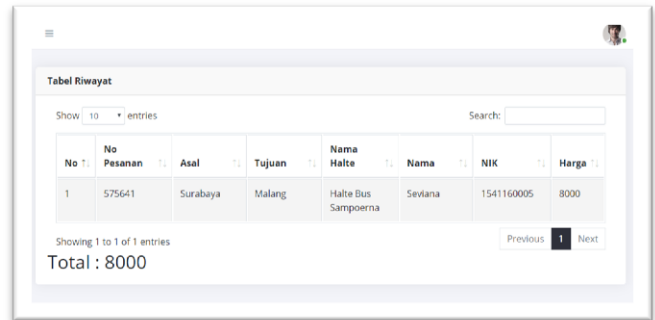 Tabel Riwayat
Show 10 entries
Search:
No
No Pesanan
Asal
Tujuan
Nama Halte
Nama
NIK
Harga
1
575641
Surabaya
Malang
Halte Bus Sampoerna
Seviana
1541160005
8000
Showing 1 to 1 of 1 entries
Previous 1 Next
Total : 8000